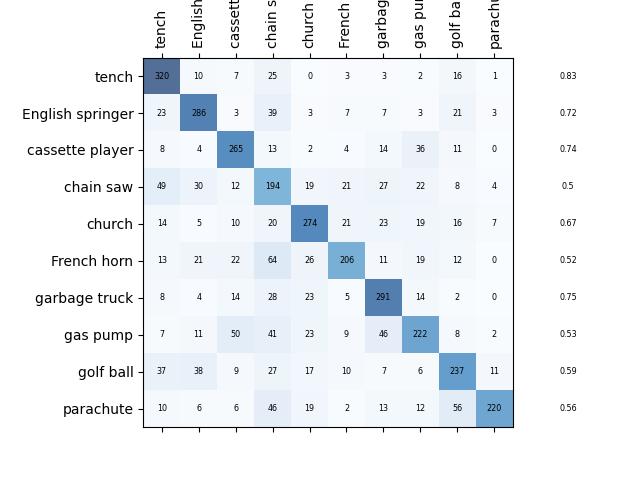 tench English cassett chain s church French garbag gas pu golf ba parachu
tench 320 10 7 25 0 3 3 2 16 1 0.83
English springer 23 286 3 39 3 7 7 3 21 3 0.72
cassette player 8 4 265 13 2 4 14 36 11 0 0.74
chain saw 49 30 12 194 19 21 27 22 8 4 0.5
church 14 5 10 20 274 21 23 19 16 7 0.67
French horn 13 21 22 64 26 206 11 19 12 0 0.52
garbage truck 8 4 14 28 23 5 291 14 2 0 0.75
gas pump 7 11 50 41 23 9 46 222 8 2 0.53
golf ball 37 38 9 27 17 10 7 6 237 11 0.59
parachute 10 6 6 46 19 2 13 12 56 220 0.56